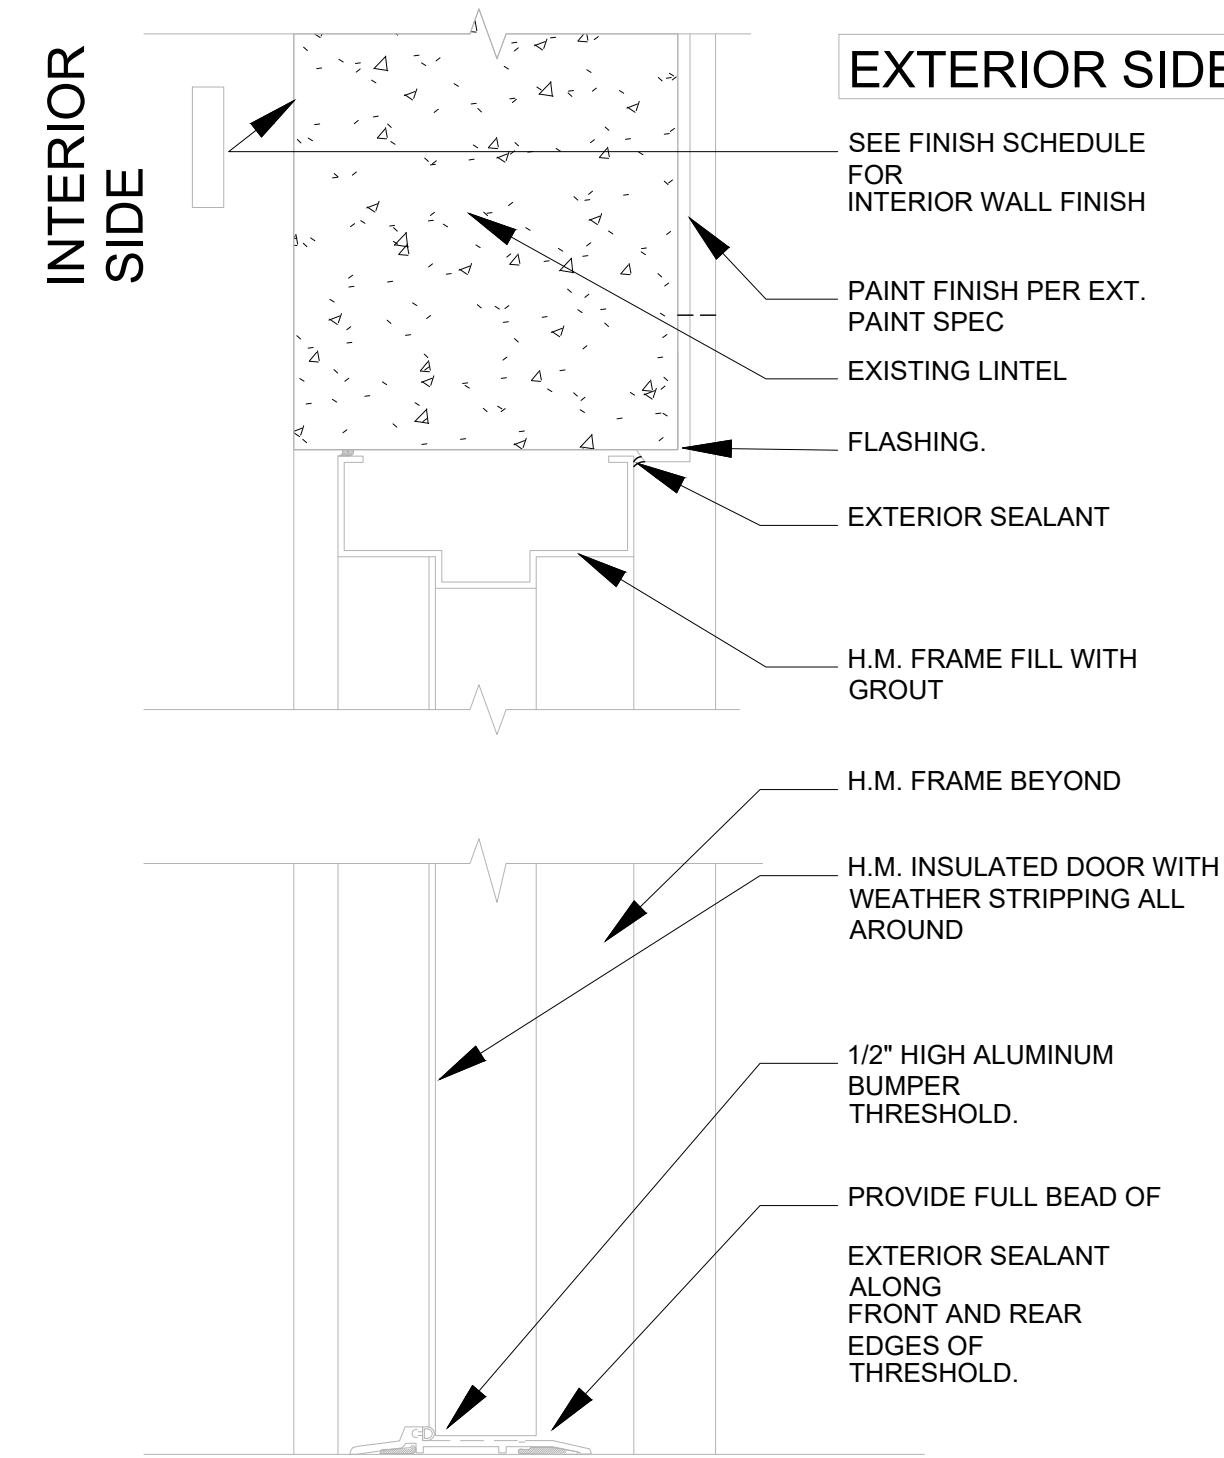 INTERIOR
SIDE
EXTERIOR SIDE
SEE FINISH SCHEDULE
FOR
INTERIOR WALL FINISH
PAINT FINISH PER EXT.
PAINT SPEC
EXISTING LINTEL
FLASHING.
EXTERIOR SEALANT
H.M. FRAME FILL WITH
GROUT
H.M. FRAME BEYOND
H.M. INSULATED DOOR WITH
WEATHER STRIPPING ALL
AROUND
1/2" HIGH ALUMINUM
BUMPER
THRESHOLD.
PROVIDE FULL BEAD OF
EXTERIOR SEALANT
ALONG
FRONT AND REAR
EDGES OF
THRESHOLD.